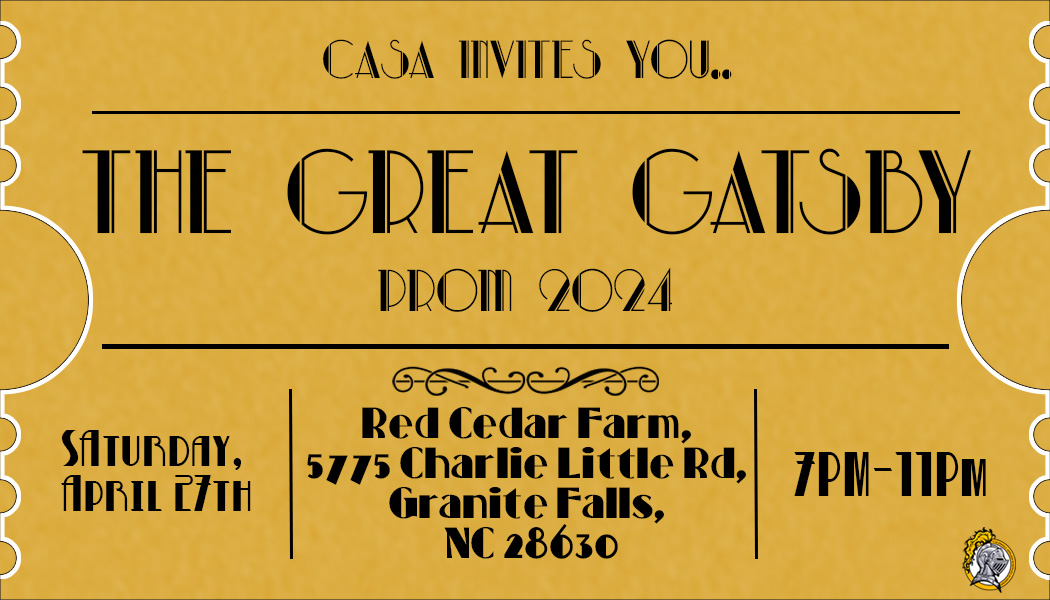 CASA INVITES YOU..
THE GREAT GATSBY
PROM 2024
Saturday,
April 27th
Red Cedar Farm,
5775 Charlie Little Rd,
Granite Falls,
NC 28630
7PM-11PM